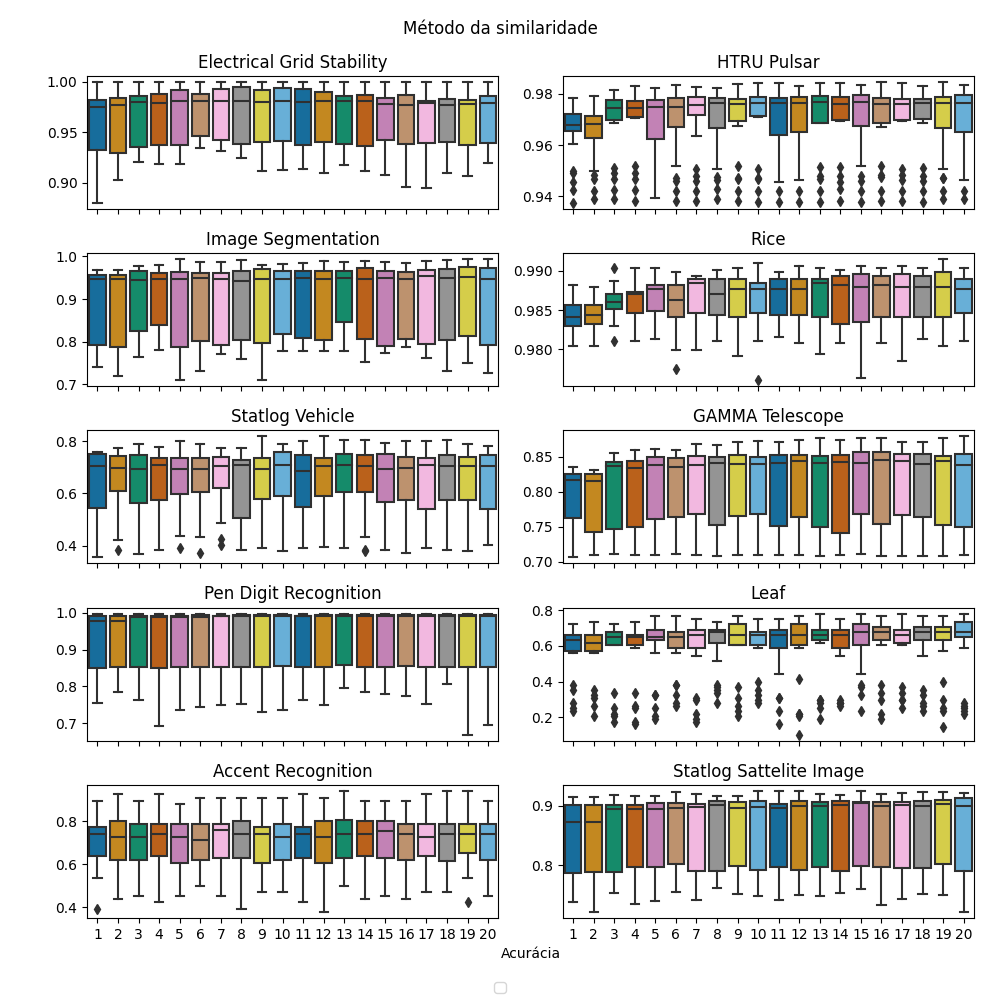 Método da similaridade
Electrical Grid Stability
1.00
0.95
0.90
HTRU Pulsar
0.98
0.96
0.94
Image Segmentation
1.0
0.9
0.8
0.7
Rice
0.990
0.985
0.980
Statlog Vehicle
0.8
0.6
0.4
GAMMA Telescope
0.85
0.80
0.75
0.70
Pen Digit Recognition
1.0
0.9
0.8
0.7
Leaf
0.8
0.6
0.4
0.2
Accent Recognition
0.8
0.6
0.4
1 2 3 4 5 6 7 8 9 10 11 12 13 14 15 16 17 18 19 20
Statlog Sattelite Image
0.9
0.8
1 2 3 4 5 6 7 8 9 10 11 12 13 14 15 16 17 18 19 20
Acurácia